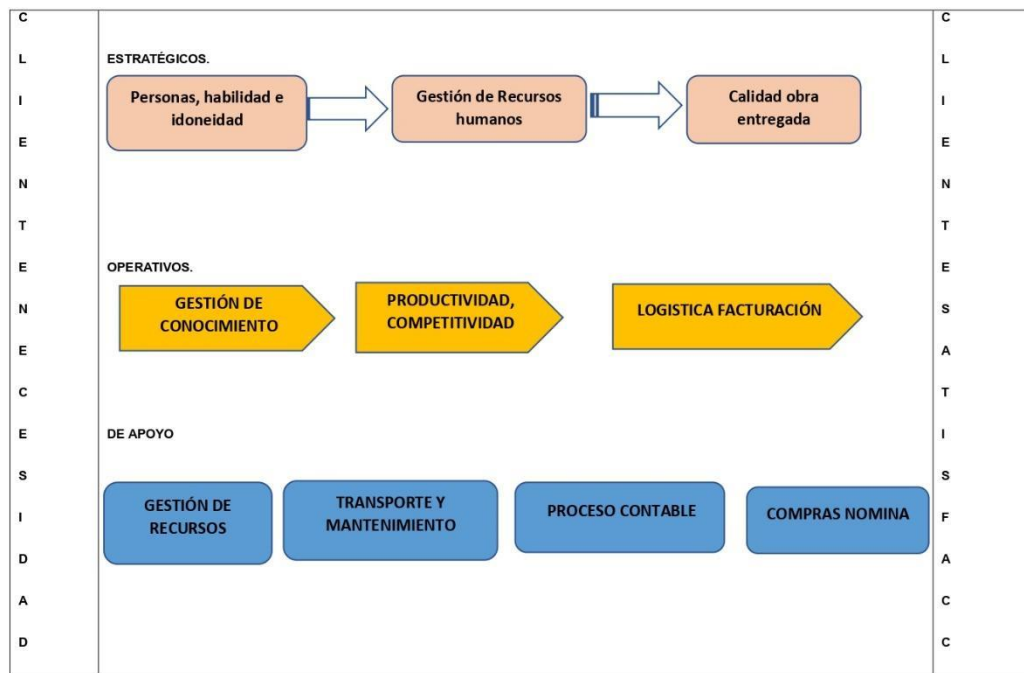 C
L
I
E
N
T
E
N
E
C
E
S
I
D
A
D
ESTRATÉGICOS.
Personas, habilidad e
idoneidad
Gestión de Recursos
humanos
Calidad obra
entregada
OPERATIVOS.
GESTIÓN DE
CONOCIMIENTO
PRODUCTIVIDAD,
COMPETITIVIDAD
LOGISTICA FACTURACIÓN
DE APOYO
GESTIÓN DE
RECURSOS
TRANSPORTE Y
MANTENIMIENTO
PROCESO CONTABLE
COMPRAS NOMINA
C
L
I
E
N
T
E
S
A
T
I
S
F
A
C
C